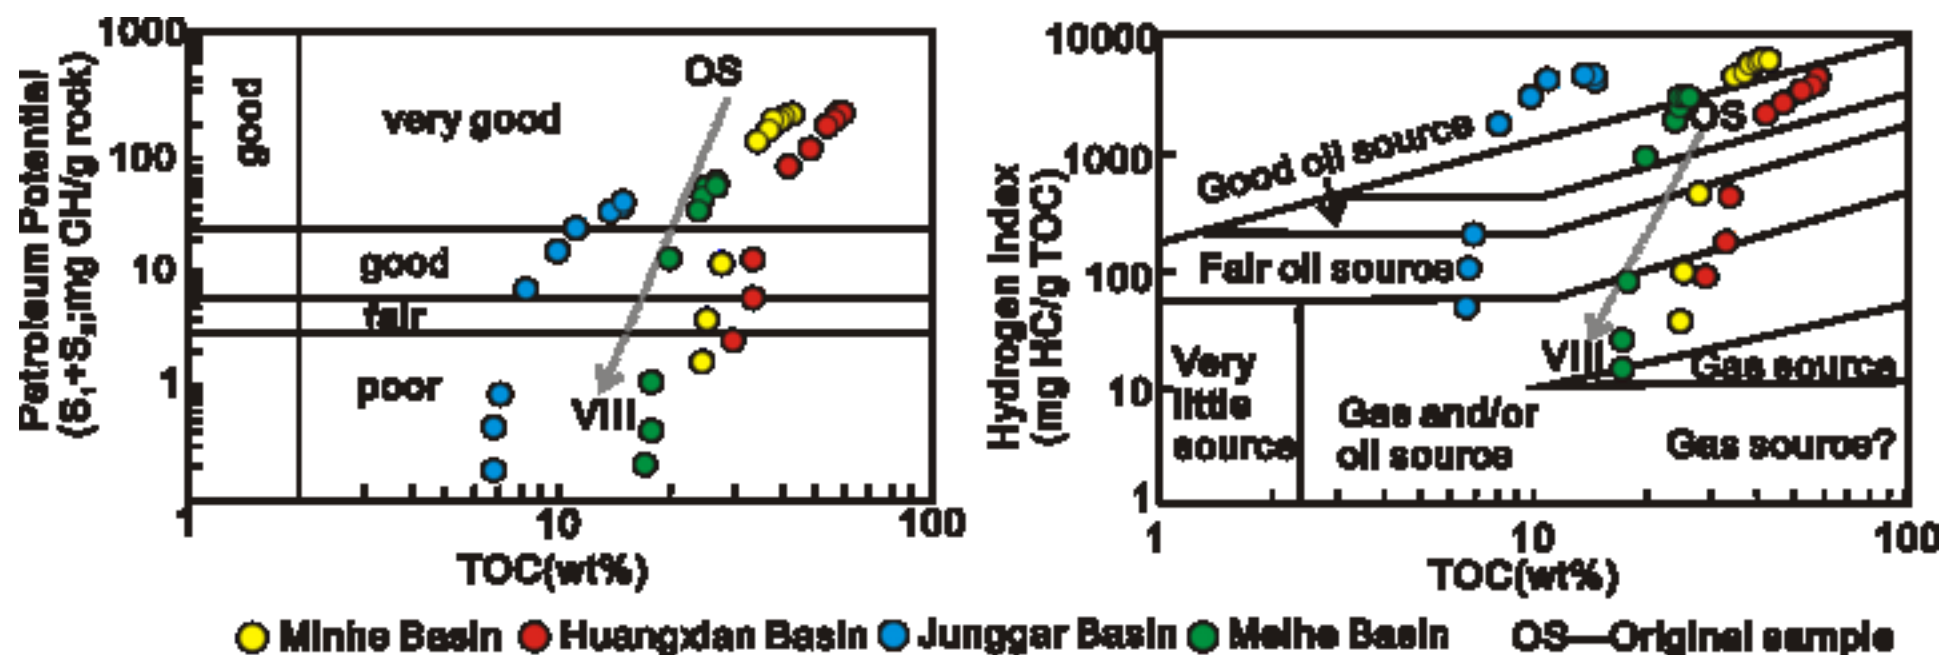 Petroleum Potential
(S₁+S₂;mg CH/g rock)
1000
100
10
1
good
very good
OS
good
fair
poor
VIII
1
10
100
TOC(wt%)
Hydrogen Index
(mg HC/g TOC)
10000
1000
100
10
1
Good oil source
OS
Fair oil source
VIII
Very
little
source
Gas source
Gas and/or
oil source
Gas source?
1
10
100
TOC(wt%)
Minhe Basin Huangxian Basin Junggar Basin Meihe Basin OS—Original sample